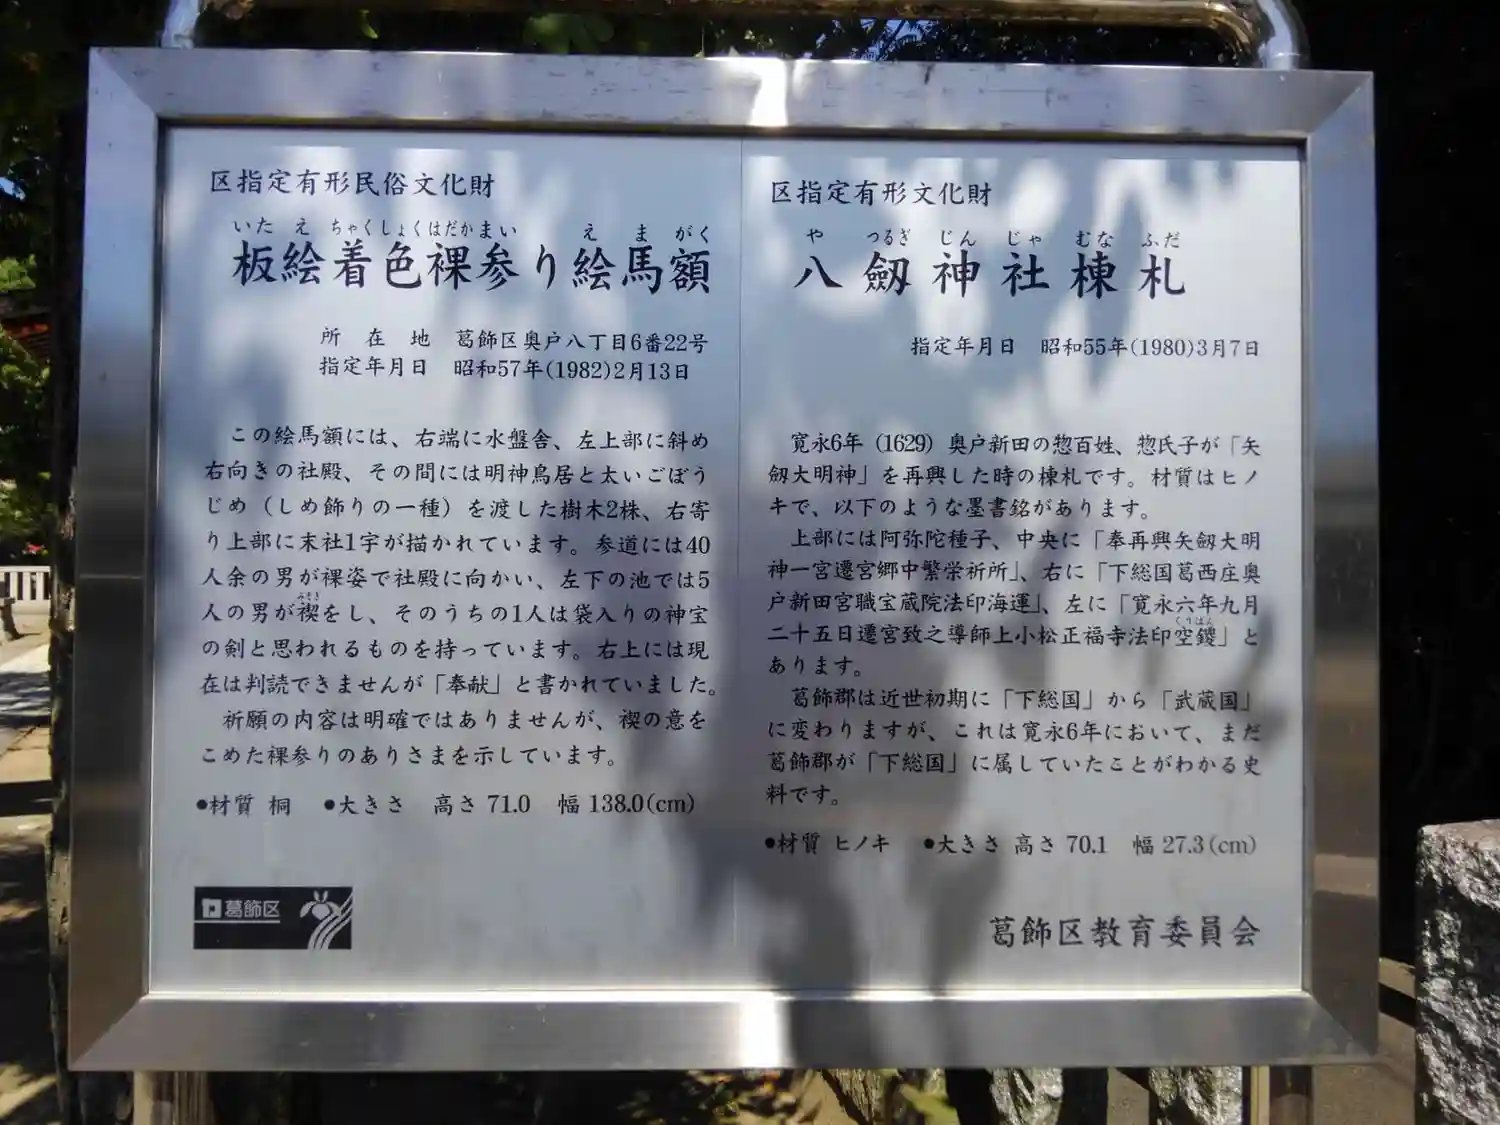 区指定有形民俗文化財
いたえちゃくしょくはだかまいえまがく
板絵着色裸参り絵馬額
所在地 葛飾区奥戸八丁目6番22号
指定年月日 昭和57年(1982)2月13日
この絵馬額には、右端に水盤舎、左上部に斜め
右向きの社殿、その間には明神鳥居と太いごぼう
じめ（しめ飾りの一種）を渡した樹木2株、右寄
り上部に末社1宇が描かれています。参道には40
人余の男が裸姿で社殿に向かい、左下の池では5
みそぎ
人の男が禊をし、そのうちの1人は袋入りの神宝
の剣と思われるものを持っています。右上には現
在は判読できませんが「奉献」と書かれていました。
祈願の内容は明確ではありませんが、禊の意を
こめた裸参りのありさまを示しています。
●材質 桐 ●大きさ 高さ 71.0 幅 138.0(cm)
葛飾区
区指定有形文化財
やつるぎじんじゃむなふだ
八劔神社棟札
指定年月日 昭和55年(1980)3月7日
寛永6年（1629）奥戸新田の惣百姓、惣氏子が「矢
劔大明神」を再興した時の棟札です。材質はヒノ
キで、以下のような墨書銘があります。
上部には阿弥陀種子、中央に「奉再興矢劔大明
神一宮遷宮郷中繁栄祈所」、右に「下総国葛西庄奥
戸新田宮職宝蔵院法印海運」、左に「寛永六年九月
くうばん
二十五日遷宮致之導師上小松正福寺法印空鑁」と
あります。
葛飾郡は近世初期に「下総国」から「武蔵国」
に変わりますが、これは寛永6年において、まだ
葛飾郡が「下総国」に属していたことがわかる史
料です。
●材質 ヒノキ ●大きさ 高さ 70.1 幅 27.3(cm)
葛飾区教育委員会